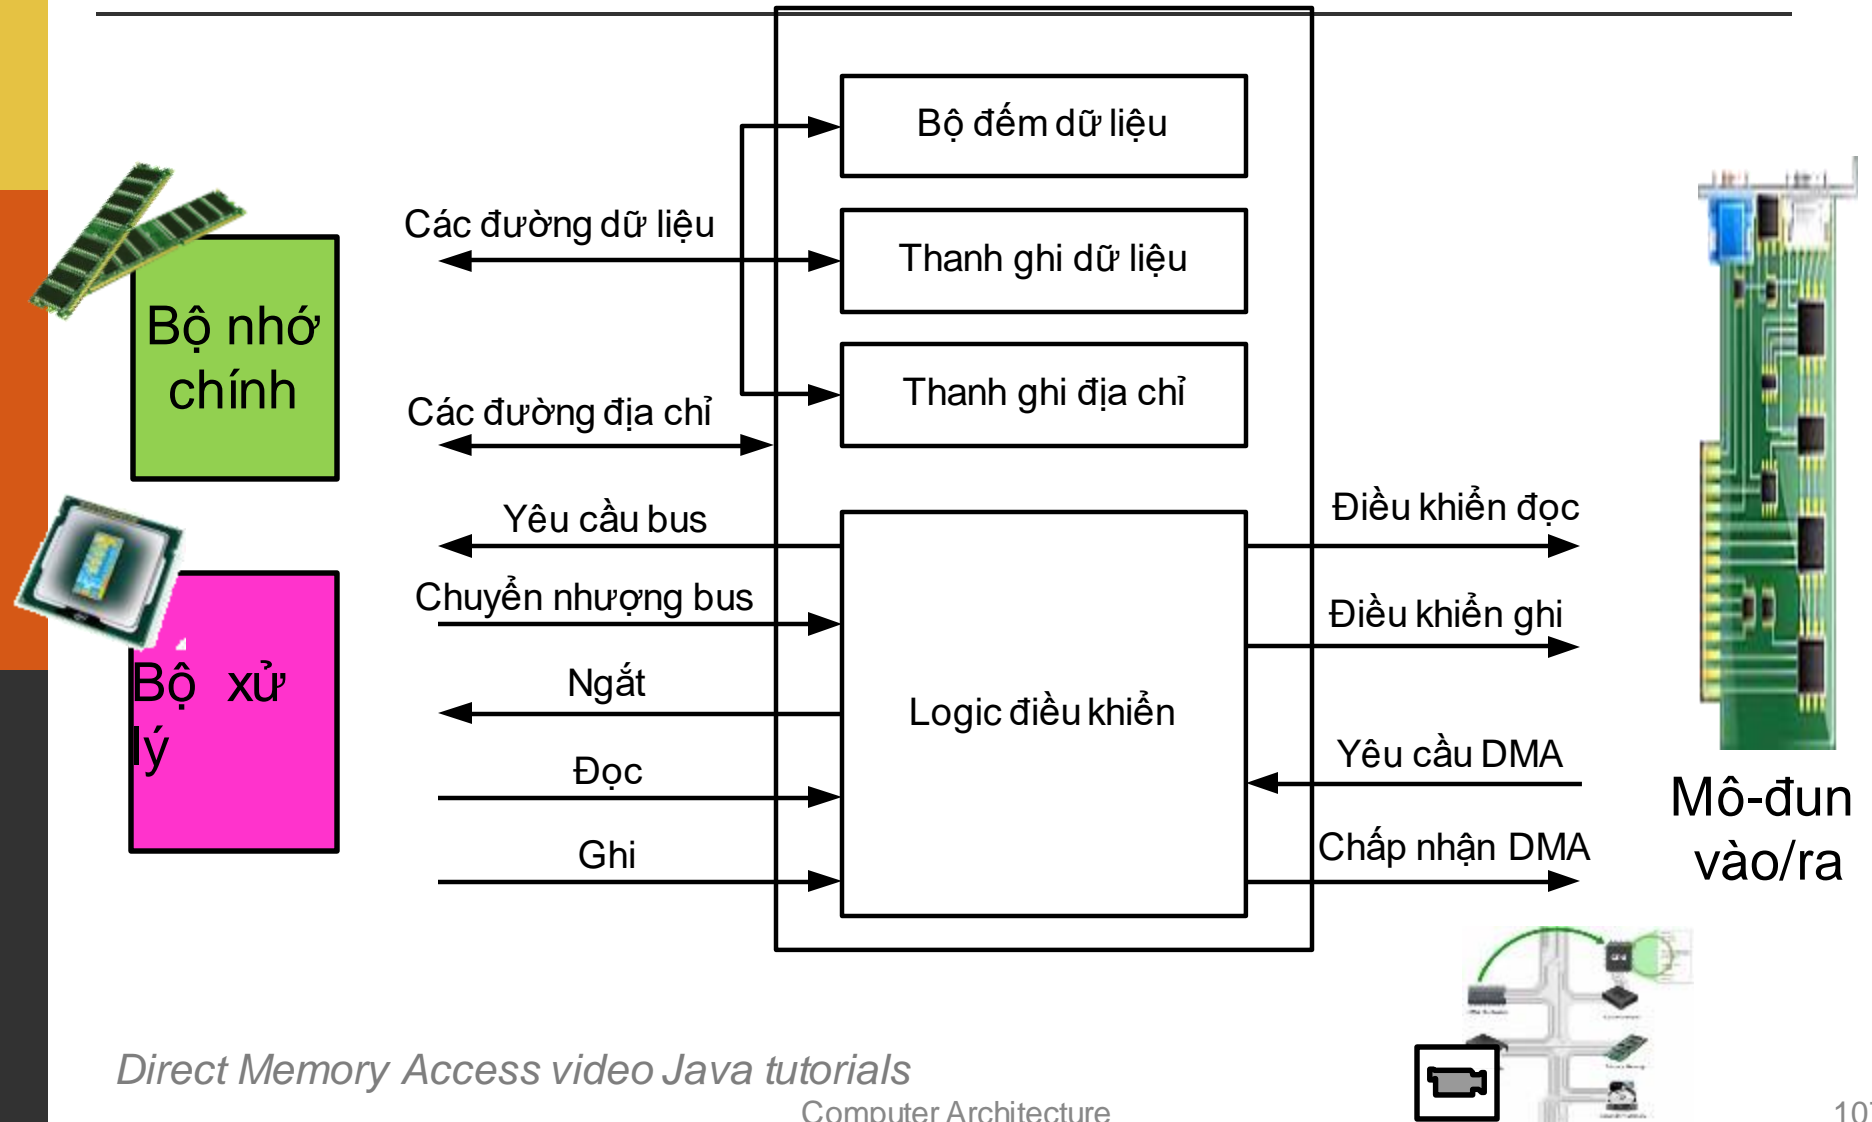 Bộ đếm dữ liệu
Các đường dữ liệu
Thanh ghi dữ liệu
Bộ nhớ
chính
Thanh ghi địa chỉ
Các đường địa chỉ
Yêu cầu bus
Điều khiển đọc
Chuyển nhượng bus
Điều khiển ghi
Bộ xử
lý
Ngắt
Logic điều khiển
Đọc
Yêu cầu DMA
Ghi
Chấp nhận DMA
Mô-đun
vào/ra
Direct Memory Access video Java tutorials
Computer Architecture